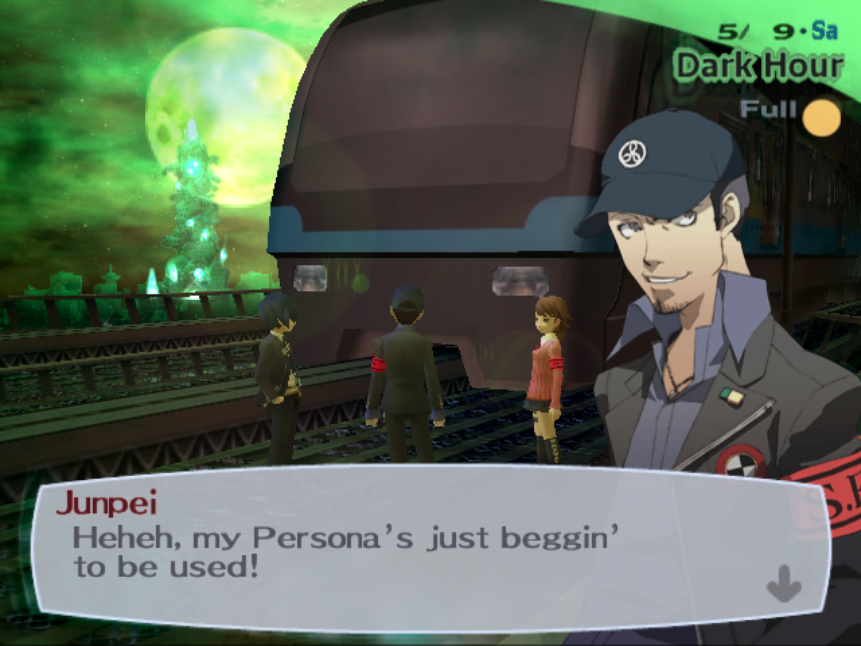 5/ 9・Sa
Dark Hour
Full
Junpei
Heheh, my Persona's just beggin'
to be used!
S.